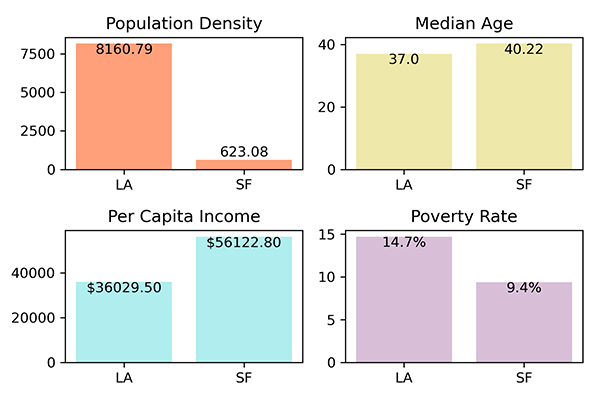 Population Density
7500
5000
2500
0
8160.79
623.08
LA
SF
Median Age
40
20
0
37.0
40.22
LA
SF
Per Capita Income
40000
20000
0
$36029.50
$56122.80
LA
SF
Poverty Rate
15
10
5
0
14.7%
9.4%
LA
SF